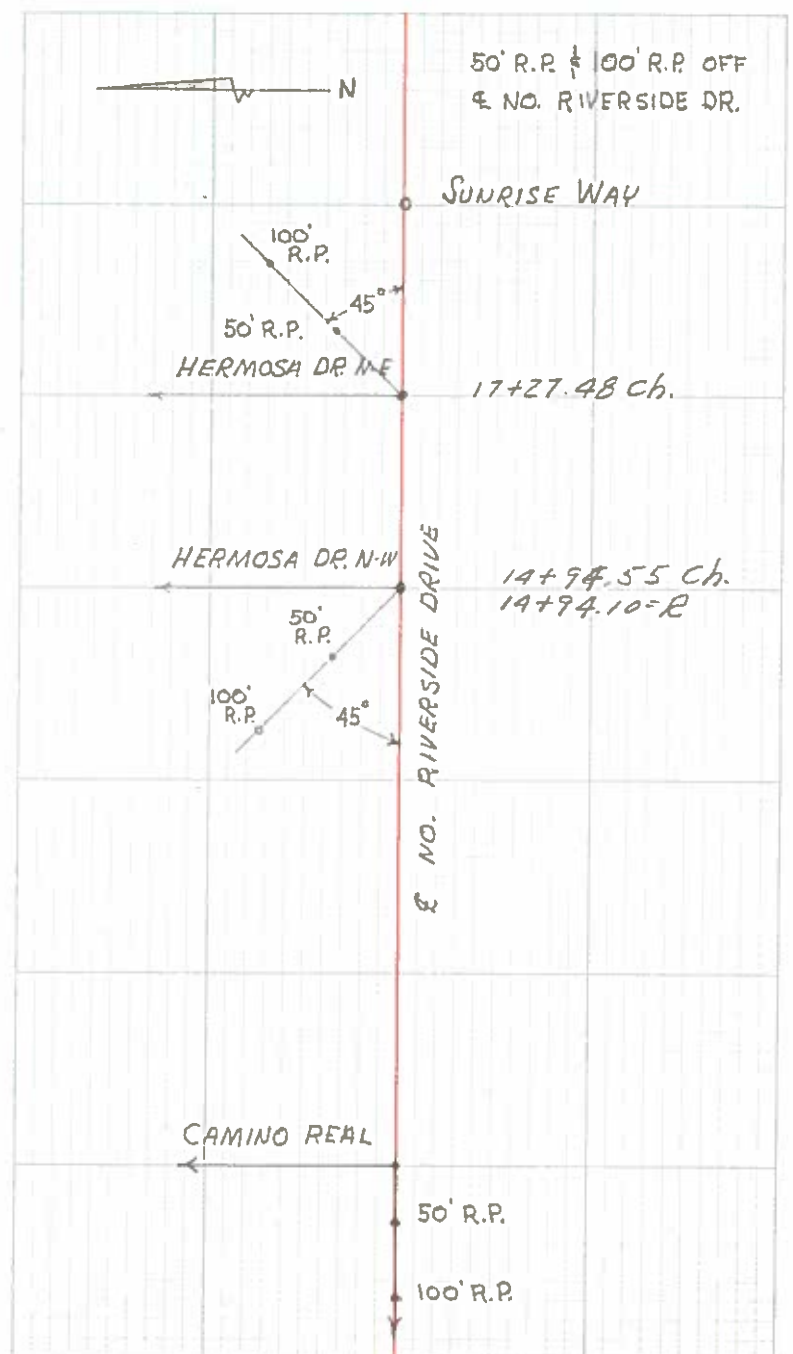 50' R.P. & 100' R.P. OFF
℄ NO. RIVERSIDE DR.
N
SUNRISE WAY
100'
R.P.
45°
50' R.P.
HERMOSA DR. N-E
17+27.48 Ch.
HERMOSA DR. N-W
14+94.55 Ch.
14+94.10=R
50'
R.P.
100'
R.P.
45°
℄ NO. RIVERSIDE DRIVE
CAMINO REAL
50' R.P.
100' R.P.